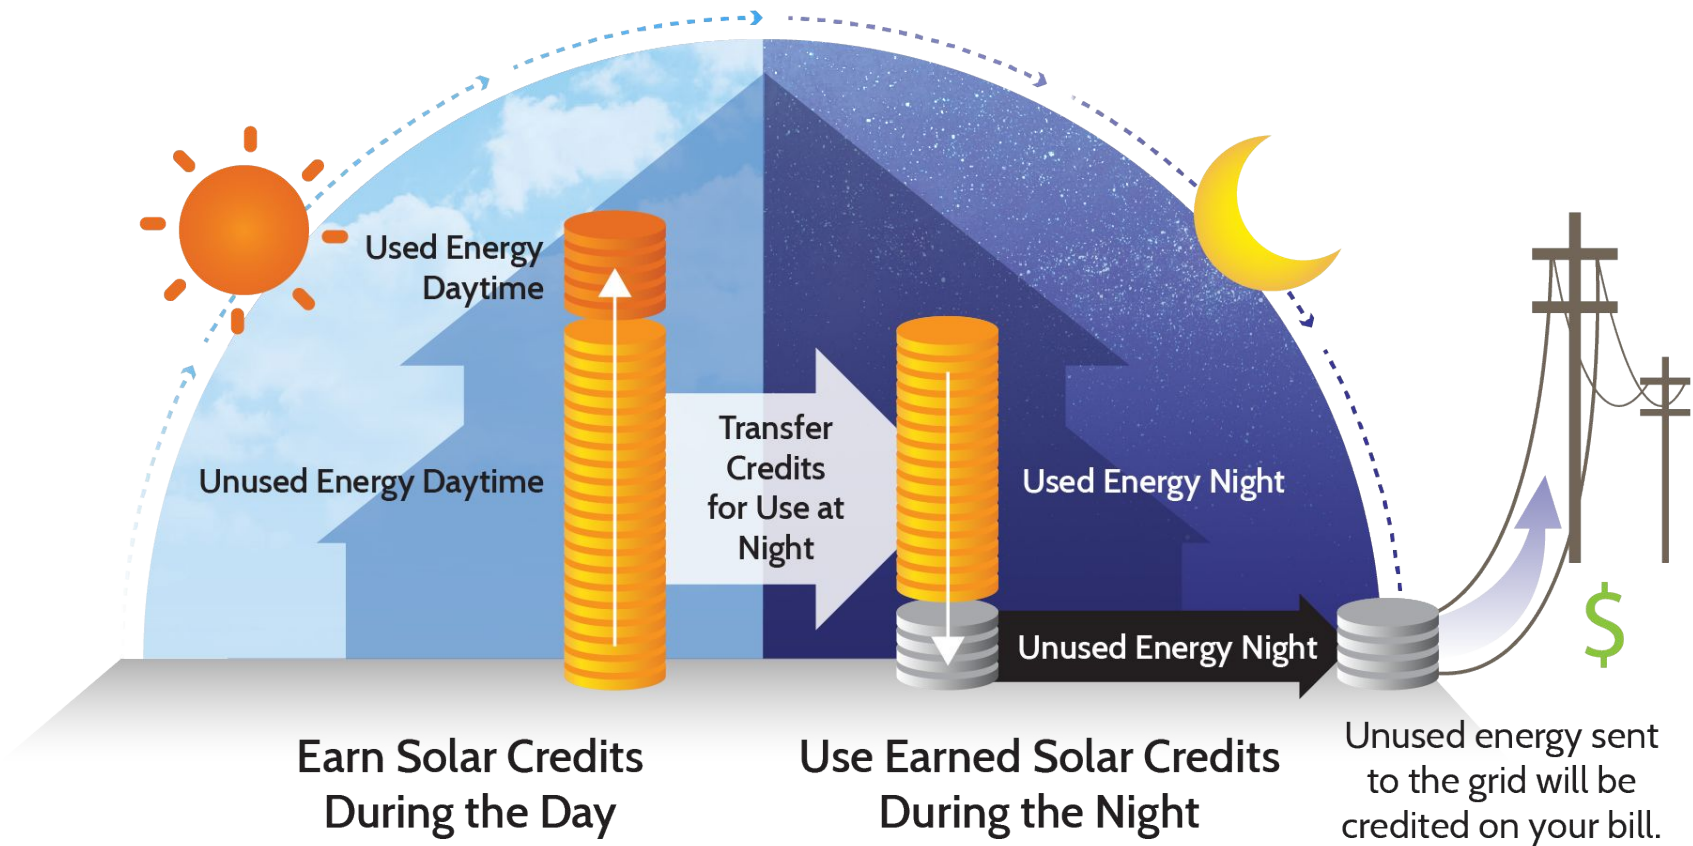 Used Energy
Daytime
Unused Energy Daytime
Transfer
Credits
for Use at
Night
Used Energy Night
Unused Energy Night
$
Earn Solar Credits
During the Day
Use Earned Solar Credits
During the Night
Unused energy sent
to the grid will be
credited on your bill.